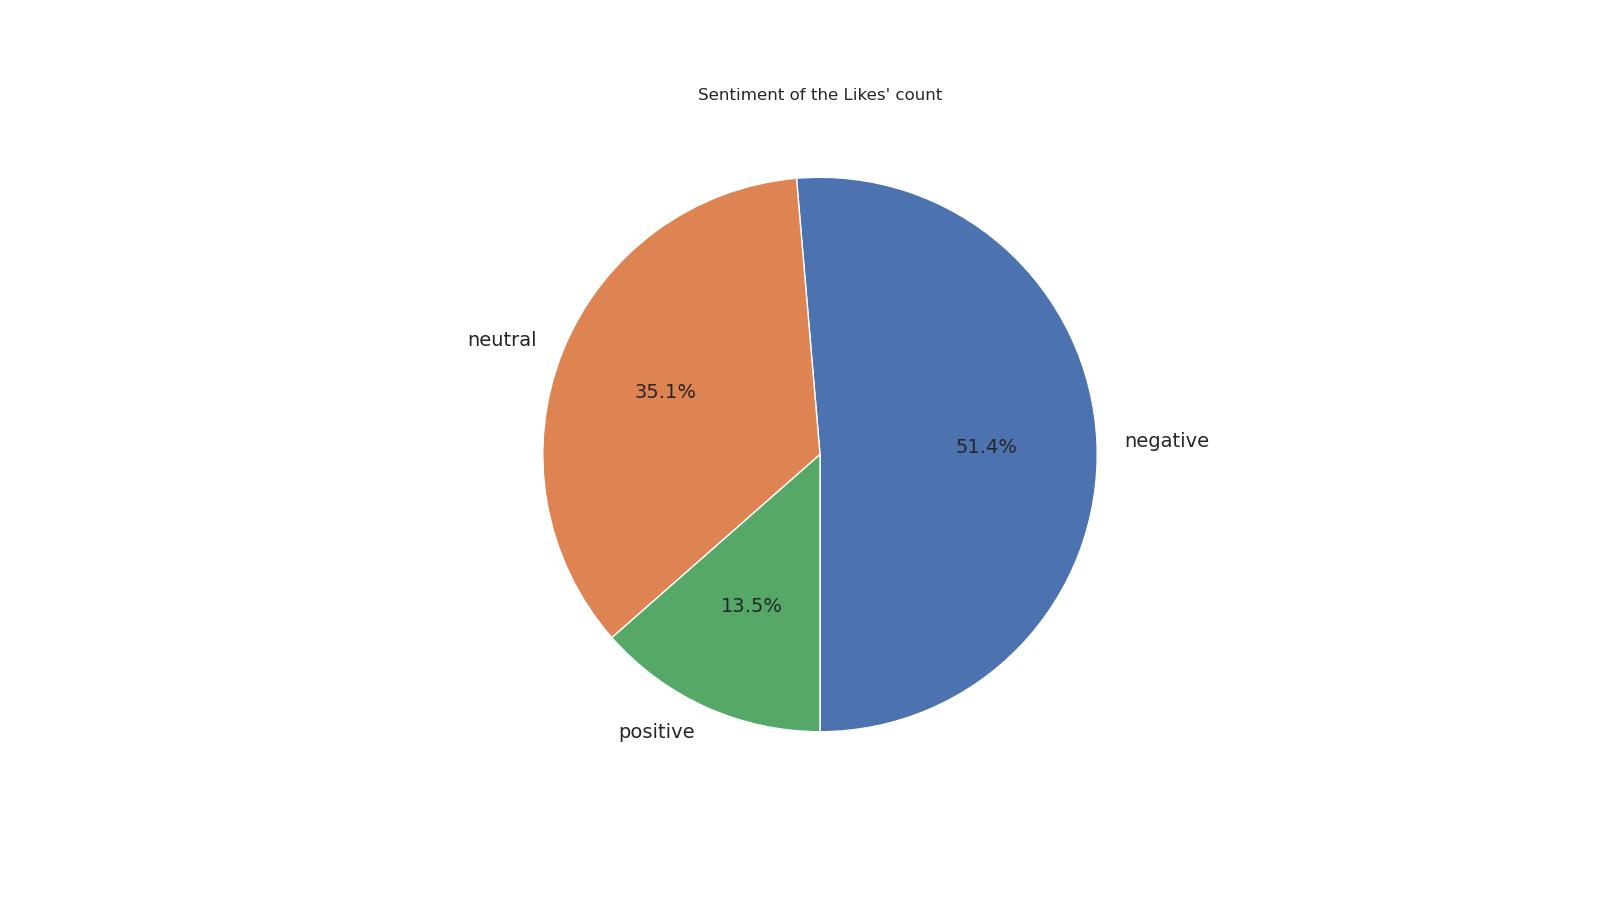 Sentiment of the Likes' count
neutral
35.1%
51.4%
negative
13.5%
positive